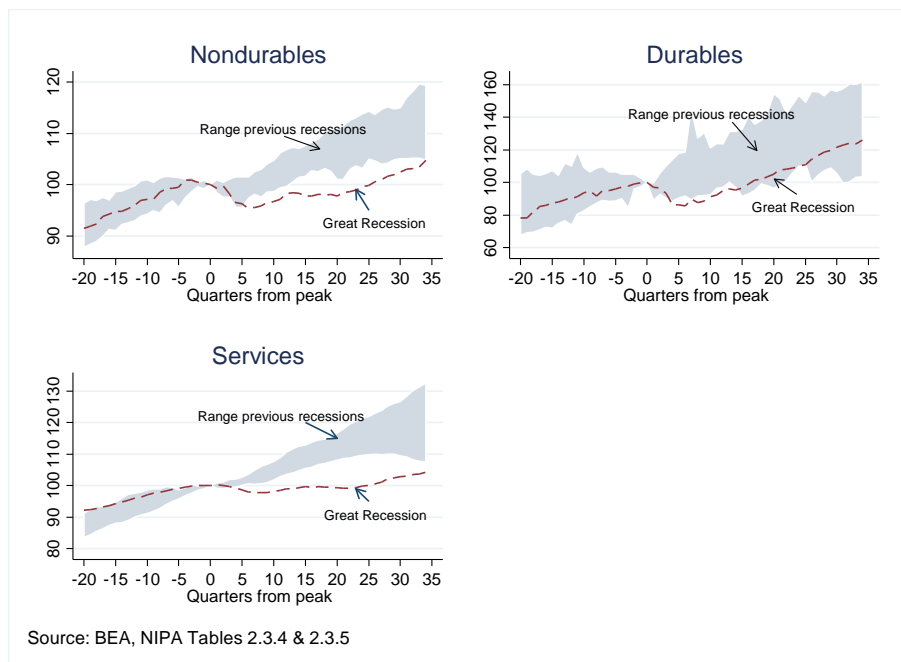 Nondurables
120
110
100
90
Range previous recessions
Great Recession
-20 -15 -10 -5 0 5 10 15 20 25 30 35
Quarters from peak
Durables
160
140
120
100
80
60
Range previous recessions
Great Recession
-20 -15 -10 -5 0 5 10 15 20 25 30 35
Quarters from peak
Services
130
120
110
100
90
80
Range previous recessions
Great Recession
-20 -15 -10 -5 0 5 10 15 20 25 30 35
Quarters from peak
Source: BEA, NIPA Tables 2.3.4 & 2.3.5